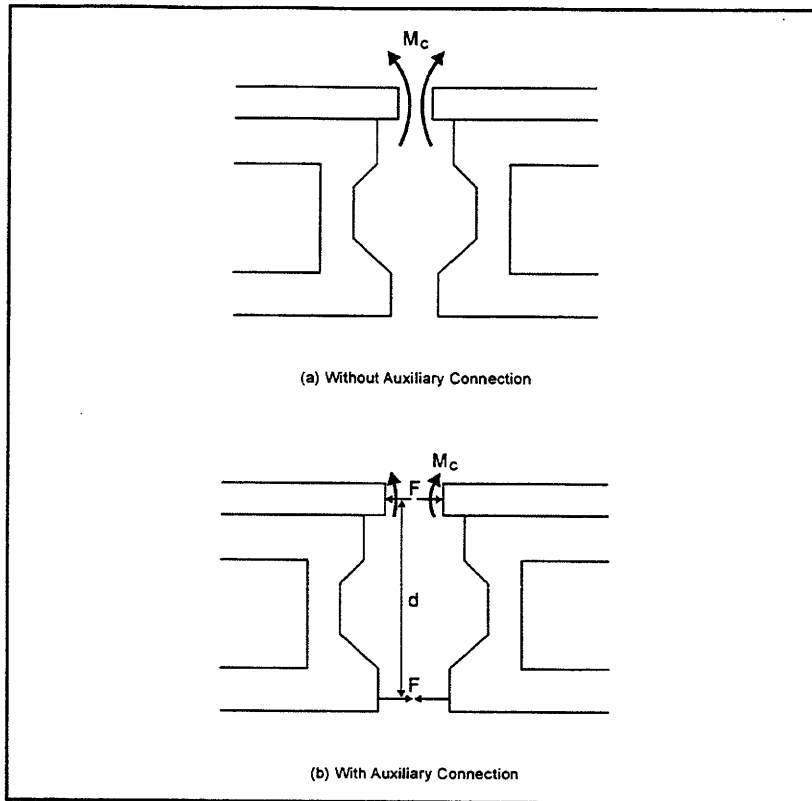 Mc
(a) Without Auxiliary Connection
Mc
F
d
F
(b) With Auxiliary Connection